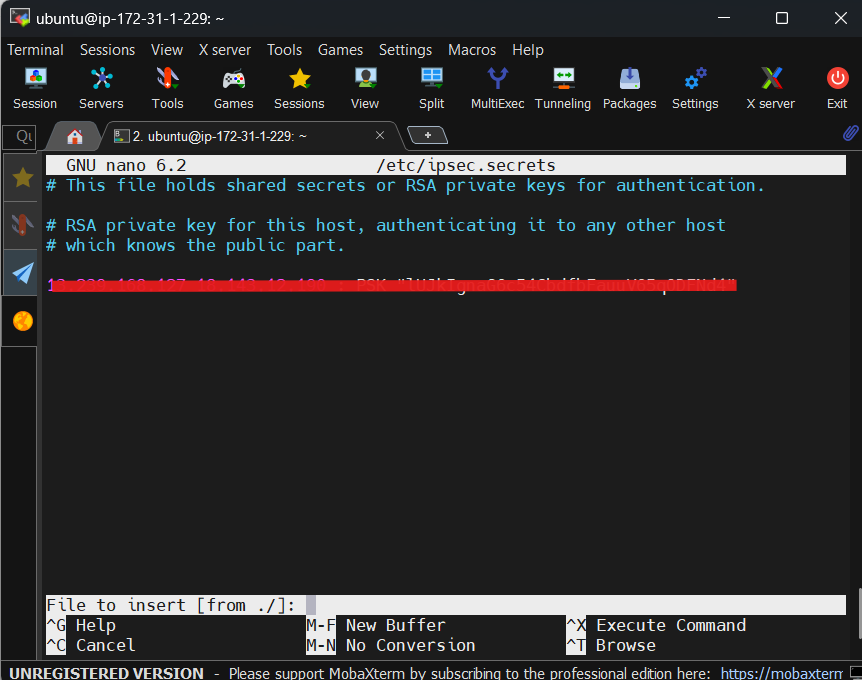 ubuntu@ip-172-31-1-229: ~
Terminal Sessions View X server Tools Games Settings Macros Help
Session Servers Tools Games Sessions View Split MultiExec Tunneling Packages Settings X server Exit
2. ubuntu@ip-172-31-1-229: ~
GNU nano 6.2 /etc/ipsec.secrets
# This file holds shared secrets or RSA private keys for authentication.
# RSA private key for this host, authenticating it to any other host
# which knows the public part.
File to insert [from ./]:
^G Help M-F New Buffer ^X Execute Command
^C Cancel M-N No Conversion ^T Browse
UNREGISTERED VERSION - Please support MobaXterm by subscribing to the professional edition here: https://mobaxterm